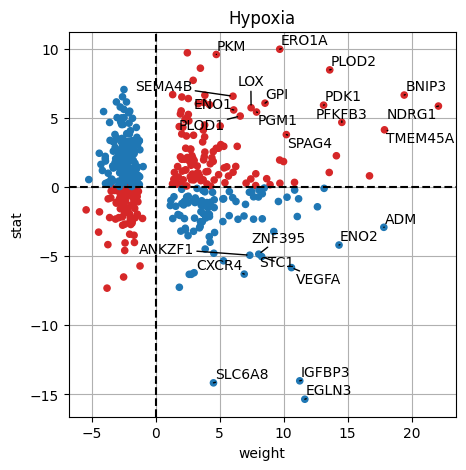 Hypoxia
ERO1A
PKM
PLOD2
SEMA4B
LOX
BNIP3
GPI
PDK1
ENO1
NDRG1
PLOD1
PGM1
PFKFB3
SPAG4
TMEM45A
ADM
ZNF395
ENO2
ANKZF1
CXCR4
STC1
VEGFA
SLC6A8
IGFBP3
EGLN3
10
5
0
−5
−10
−15
stat
−5
0
5
10
15
20
weight